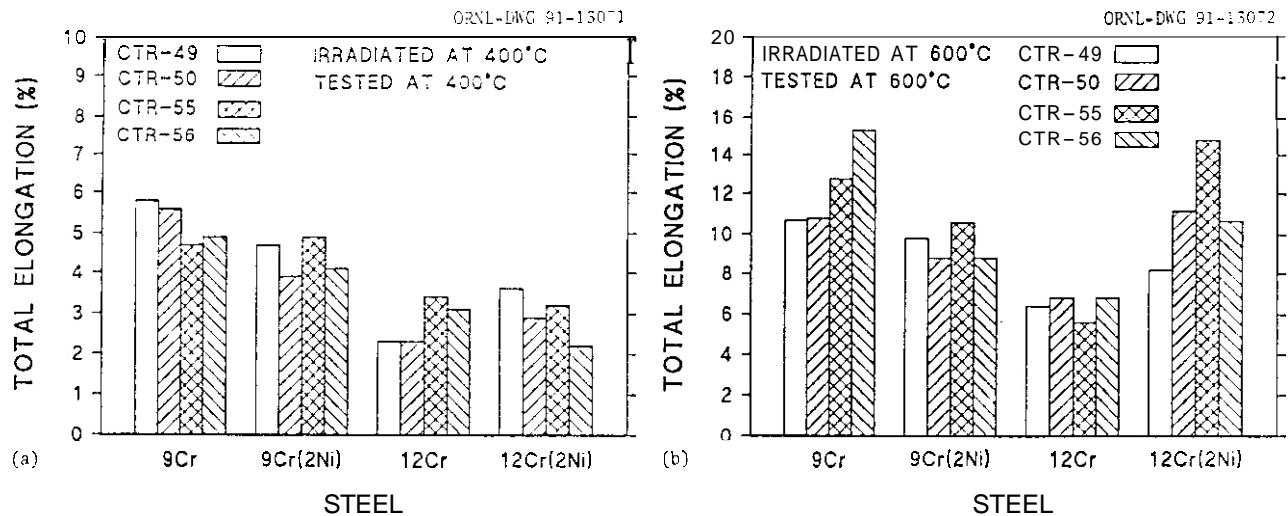 ORNL-DWG 91-13071
TOTAL ELONGATION (%)
10
9
8
7
6
5
4
3
2
1
0
CTR-49
CTR-50
CTR-55
CTR-56
IRRADIATED AT 400°C
TESTED AT 400°C
9Cr
9Cr(2Ni)
12Cr
12Cr(2Ni)
(a)
STEEL
ORNL-DWG 91-13072
TOTAL ELONGATION (%)
20
18
16
14
12
10
8
6
4
2
0
IRRADIATED AT 600°C
TESTED AT 600°C
CTR-49
CTR-50
CTR-55
CTR-56
9Cr
9Cr(2Ni)
12Cr
12Cr(2Ni)
(b)
STEEL